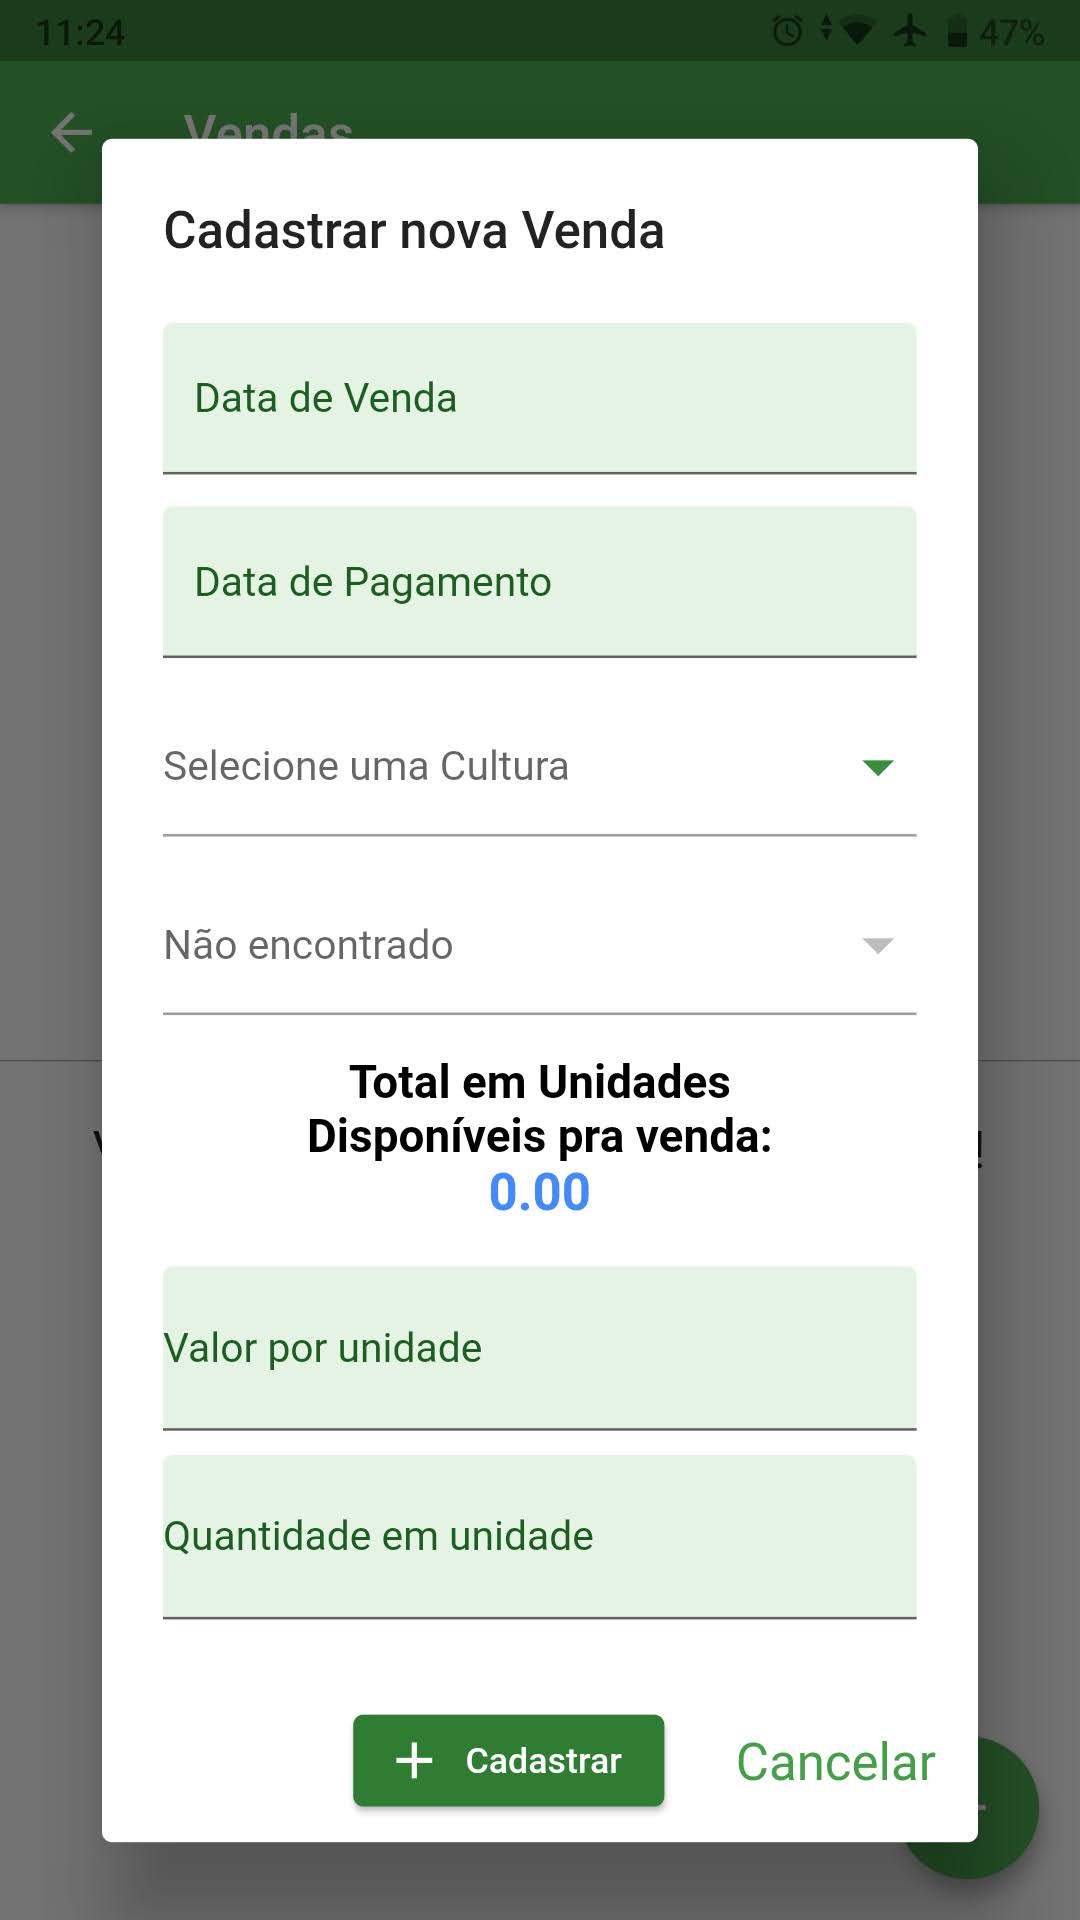 11:24
47%
Vendas
Cadastrar nova Venda
Data de Venda
Data de Pagamento
Selecione uma Cultura
Não encontrado
Total em Unidades
Disponíveis pra venda:
0.00
Valor por unidade
Quantidade em unidade
Cadastrar
Cancelar